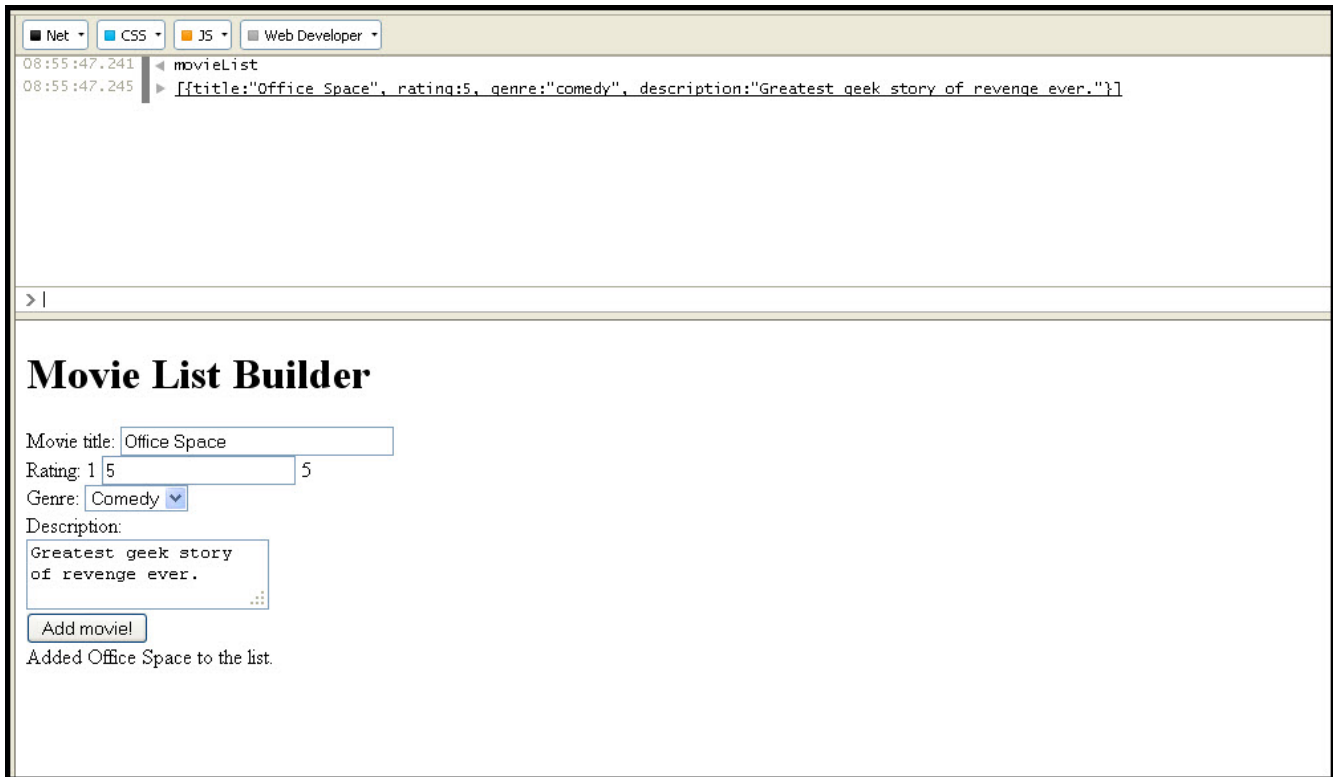 Net CSS JS Web Developer
08:55:47.241 movieList
08:55:47.245 [{title:"Office Space", rating:5, genre:"comedy", description:"Greatest geek story of revenge ever."}]
>
Movie List Builder
Movie title: Office Space
Rating: 1 5 5
Genre: Comedy
Description:
Greatest geek story
of revenge ever.
Add movie!
Added Office Space to the list.